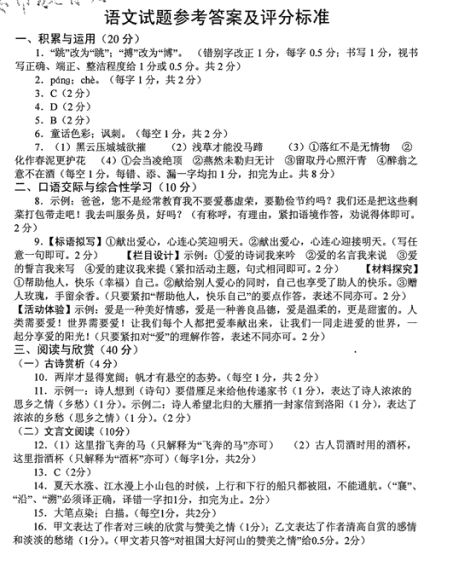 语文试题参考答案及评分标准
一、积累与运用（20分）
1．“跳”改为“眺”；“搏”改为“博”。（错别字改正1分，每字0.5分；书写1分，视书
写正确、端正、整洁程度给1分或0.5分。共2分）
2．páng；chè。（每字1分，共2分）
3．C（2分）
4．D（2分）
5．B（2分）
6．童话色彩；讽刺。（每空1分，共2分）
7．（1）黑云压城城欲摧 （2）浅草才能没马蹄 （3）①落红不是无情物 ②
化作春泥更护花 （4）①会当凌绝顶 ②燕然未勒归无计 ③留取丹心照汗青 ④醉翁之
意不在酒（每空1分，每错、添、漏一字均扣1分，扣完为止。共8分）
二、口语交际与综合性学习（10分）
8．示例：爸爸，您不是经常教育我不要爱慕虚荣，要勤俭节约吗？我们还是把这些剩
菜打包带走吧！我去叫服务员，好吗？（有称呼，有理由，紧扣语境作答，劝说得体即可。
2分）
9．【标语拟写】①献出爱心，心连心笑迎明天。②献出爱心，心连心迎接明天。（写任
意一句即可。2分） 【栏目设计】示例：①爱的诗词我来吟 ②爱的名言我来说 ③爱
的誓言我来写 ④爱的建议我来提（紧扣活动主题，句式相同即可。2分） 【材料探究】
①帮助他人，快乐（幸福）自己。②献给别人爱心的同时，自己也享受了助人的快乐。③赠
人玫瑰，手留余香。（只要紧扣“帮助他人，快乐自己”的要点作答，表述不同亦可。2分）
【活动体验】示例：爱是一种美好情感，爱是一种善良品德，爱是温柔的，更是甜蜜的。人
类需要爱！世界需要爱！让我们每个人都把爱奉献出来，让我们一同走进爱的世界，一
起分享爱的阳光！（只要紧扣对“爱”的理解作答，表述不同亦可。2分）
三、阅读与欣赏（40分）
（一）古诗赏析（4分）
10．两岸才显得宽阔；帆才有悬空的态势。（每空1分，共2分）
11．示例一：诗人想到（诗句）要借雁足来给他传递家书（1分），表达了诗人浓浓的
思乡之情（乡愁）（1分）。示例二：诗人希望北归的大雁捎一封家信到洛阳（1分），表达了
浓浓的乡愁（思乡之情）（1分）。（2分）
（二）文言文阅读（10分）
12．（1）这里指飞奔的马（只解释为“飞奔的马”亦可） （2）古人罚酒时用的酒杯，
这里指酒杯（只解释为“酒杯”亦可）（每字1分，共2分）
13．C（2分）
14．夏天水涨、江水漫上小山包的时候，上行和下行的船只都被阻，不能通航。（“襄”、
“沿”、“溯”必须译正确，译错一字扣1分，扣完为止。2分）
15．大笔点染；白描。（每空1分，共2分）
16．甲文表达了作者对三峡的欣赏与赞美之情（1分）；乙文表达了作者清高自赏的感情
和淡淡的愁绪（1分）。（甲文若只答“对祖国大好河山的赞美之情”给0.5分。2分）